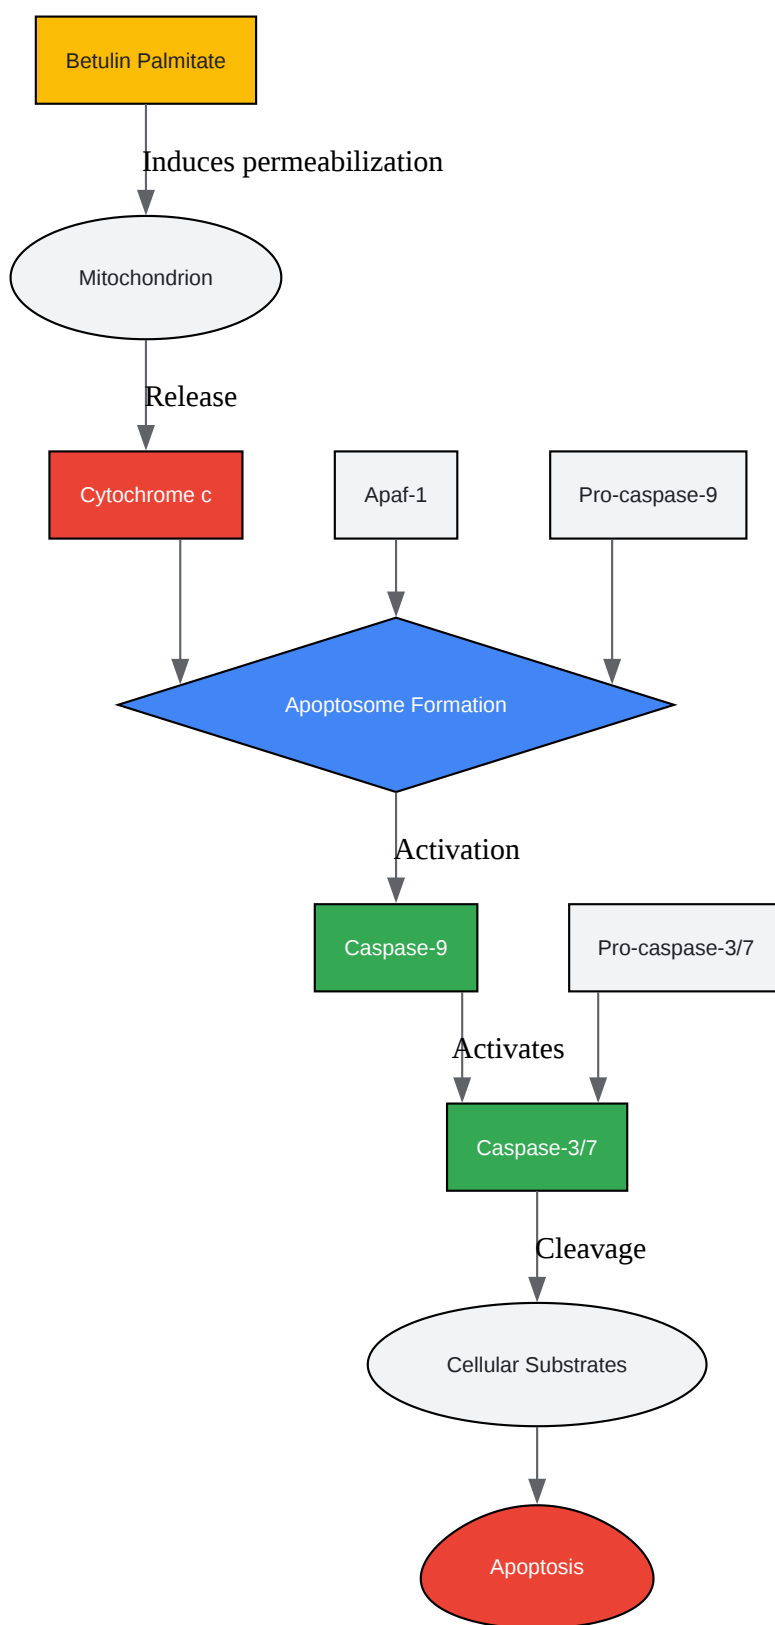 Betulin Palmitate
Induces permeabilization
Mitochondrion
Release
Cytochrome c
Apaf-1
Pro-caspase-9
Apoptosome Formation
Activation
Caspase-9
Pro-caspase-3/7
Activates
Caspase-3/7
Cleavage
Cellular Substrates
Apoptosis